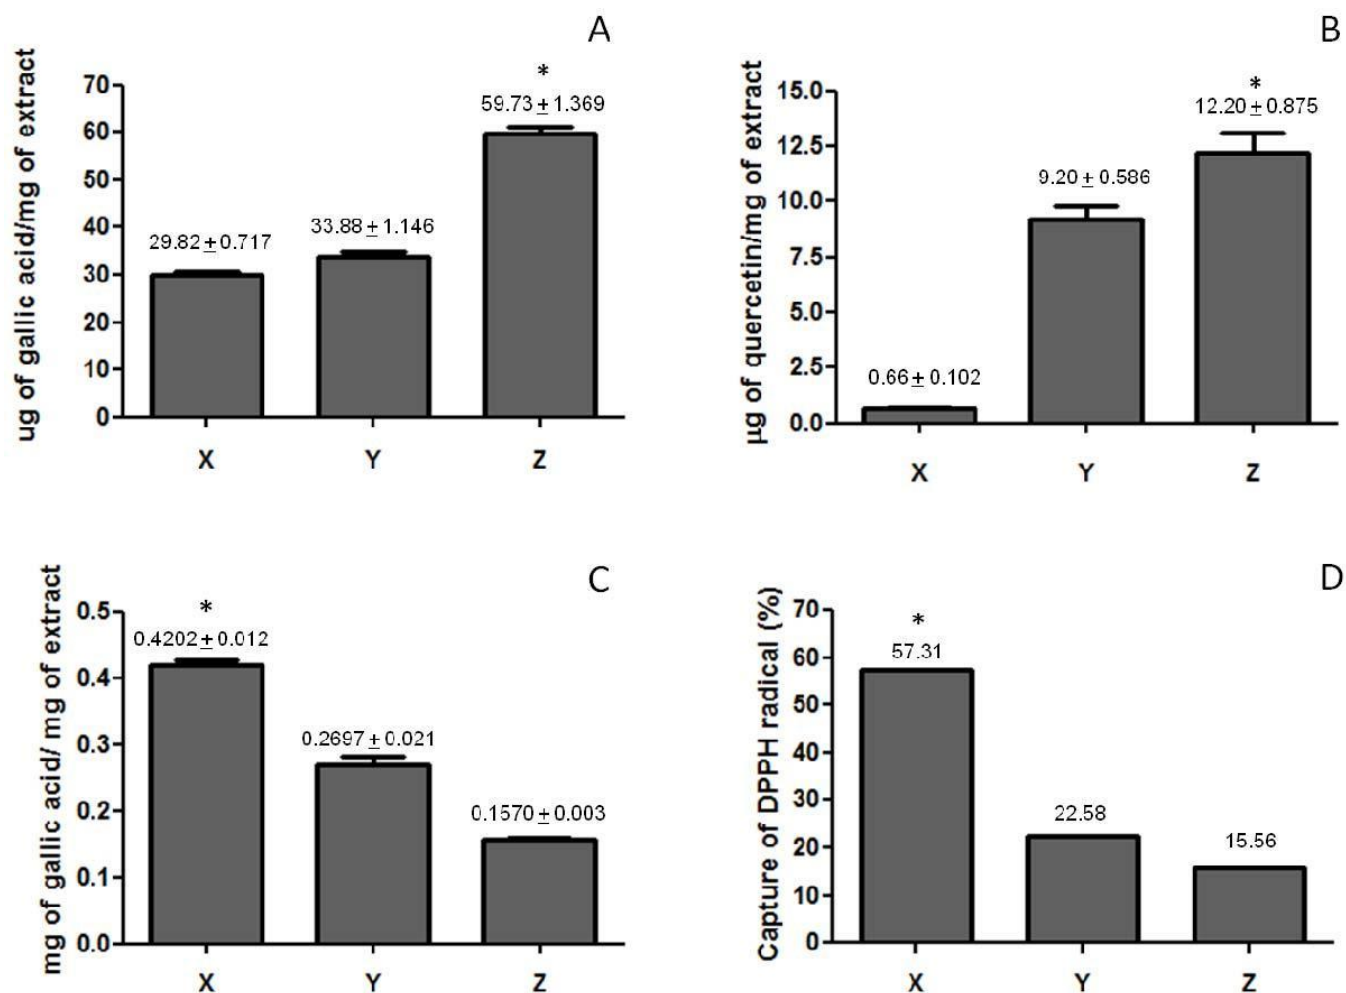 A
ug of gallic acid/mg of extract
70
60
50
40
30
20
10
0
29.82 ± 0.717
33.88 ± 1.146
*
59.73 ± 1.369
X Y Z
B
µg of quercetin/mg of extract
15.0
12.5
10.0
7.5
5.0
2.5
0.0
0.66 ± 0.102
9.20 ± 0.586
*
12.20 ± 0.875
X Y Z
C
mg of gallic acid/ mg of extract
0.5
0.4
0.3
0.2
0.1
0.0
*
0.4202 ± 0.012
0.2697 ± 0.021
0.1570 ± 0.003
X Y Z
D
Capture of DPPH radical (%)
70
60
50
40
30
20
10
0
*
57.31
22.58
15.56
X Y Z